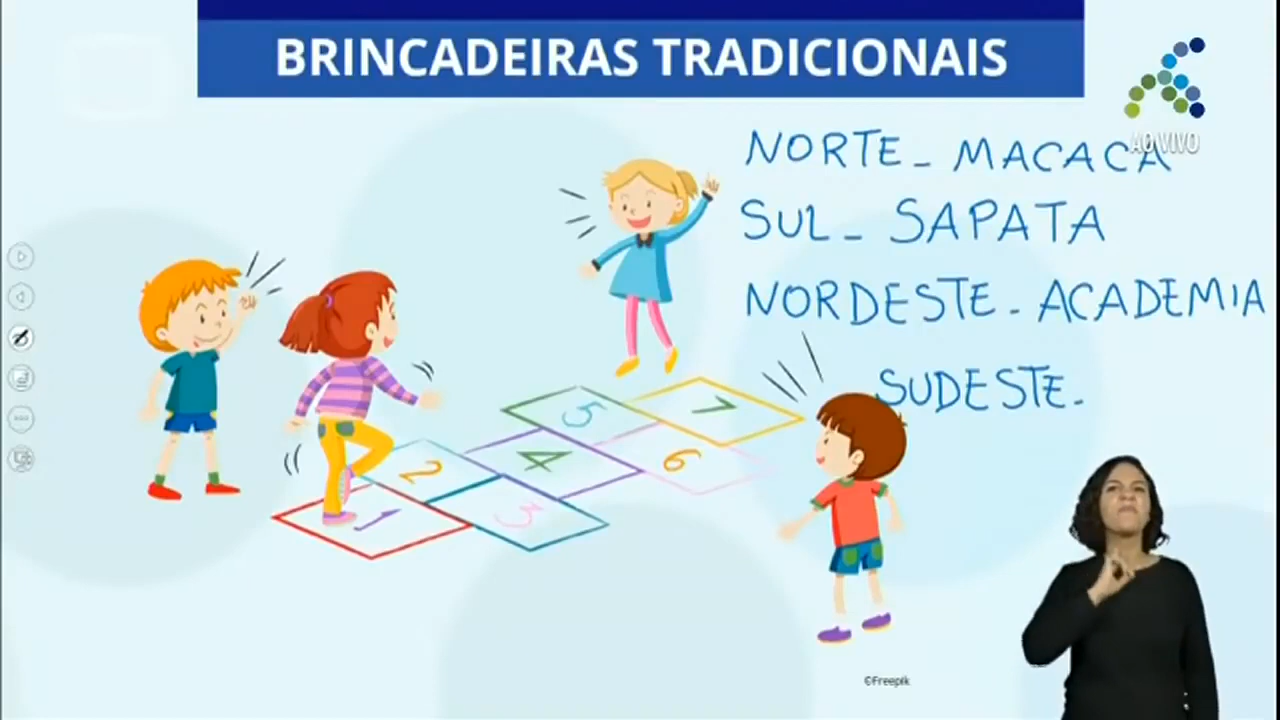 BRINCADEIRAS TRADICIONAIS
AO VIVO
NORTE - MACACA
SUL - SAPATA
NORDESTE - ACADEMIA
SUDESTE -
5
7
2
4
6
1
3
©Freepik